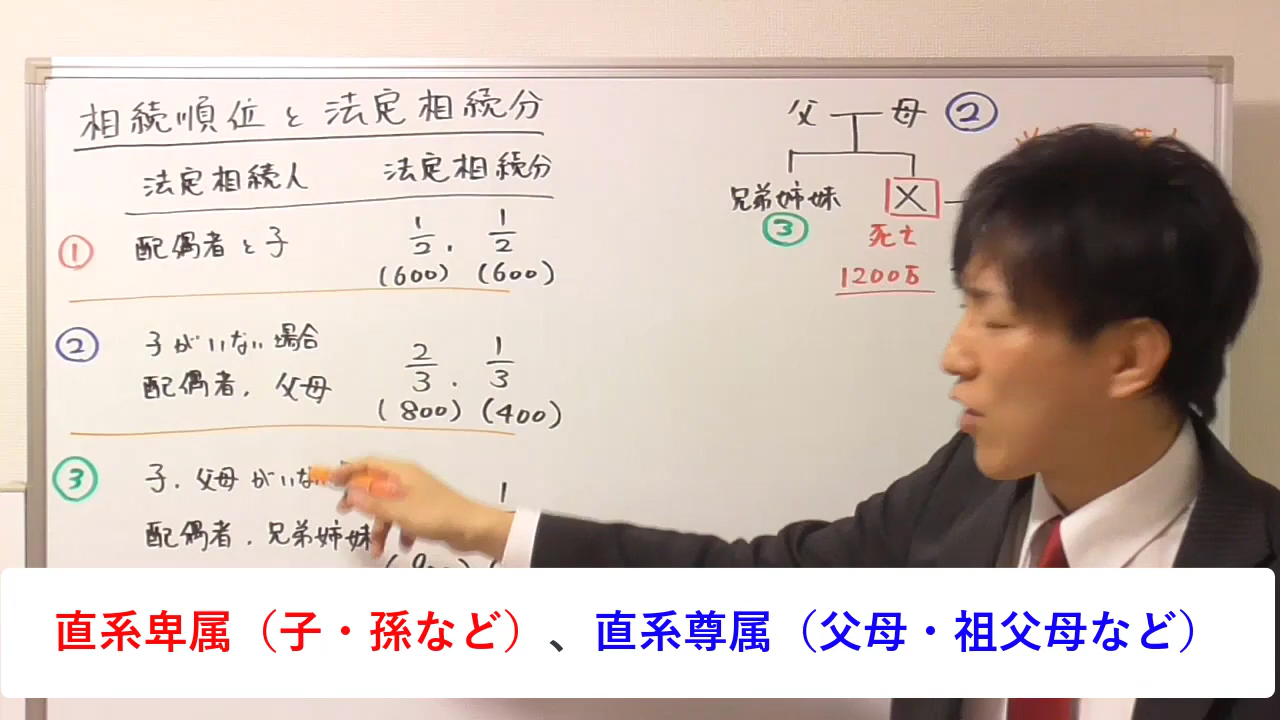 相続順位と法定相続分
法定相続人 法定相続分
① 配偶者と子 1/2, 1/2
(600) (600)
② 子がいない場合
配偶者, 父母 2/3, 1/3
(800) (400)
③ 子, 父母がいな
配偶者, 兄弟姉妹
父 母 ②
兄弟姉妹 X
③ 死亡
1200万
直系卑属（子・孫など）、直系尊属（父母・祖父母など）